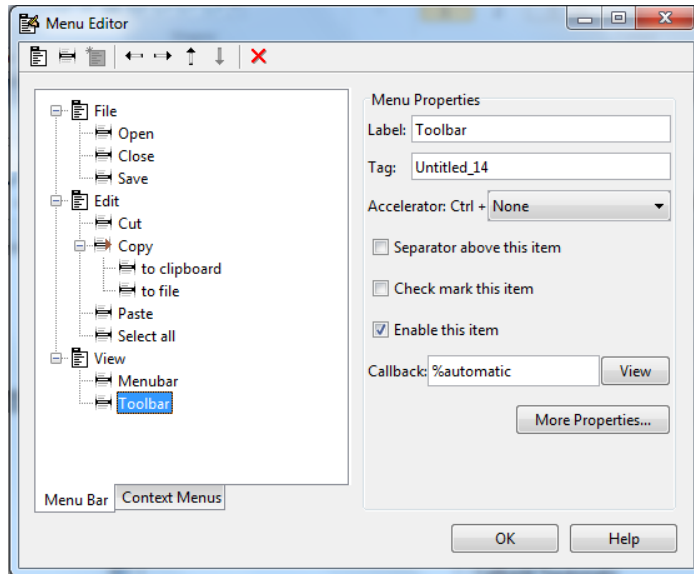 Menu Editor
File
Open
Close
Save
Edit
Cut
Copy
to clipboard
to file
Paste
Select all
View
Menubar
Toolbar
Menu Bar
Context Menus
Menu Properties
Label: Toolbar
Tag: Untitled_14
Accelerator: Ctrl + None
Separator above this item
Check mark this item
Enable this item
Callback: %automatic View
More Properties...
OK Help